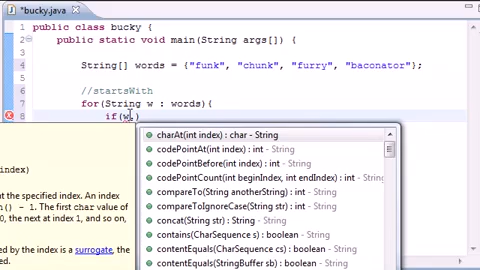 *bucky.java
1 public class bucky {
2 public static void main(String args[]) {
3
4 String[] words = {"funk", "chunk", "furry", "baconator"};
5
6 //startsWith
7 for(String w : words){
8 if(w.)
charAt(int index) : char - String
codePointAt(int index) : int - String
codePointBefore(int index) : int - String
codePointCount(int beginIndex, int endIndex) : int - String
compareTo(String anotherString) : int - String
compareToIgnoreCase(String str) : int - String
concat(String str) : String - String
contains(CharSequence s) : boolean - String
contentEquals(CharSequence cs) : boolean - String
contentEquals(StringBuffer sb) : boolean - String
ndex)
at the specified index. An index
() - 1. The first char value of
0, the next at index 1, and so on,
ed by the index is a surrogate, the
ed.